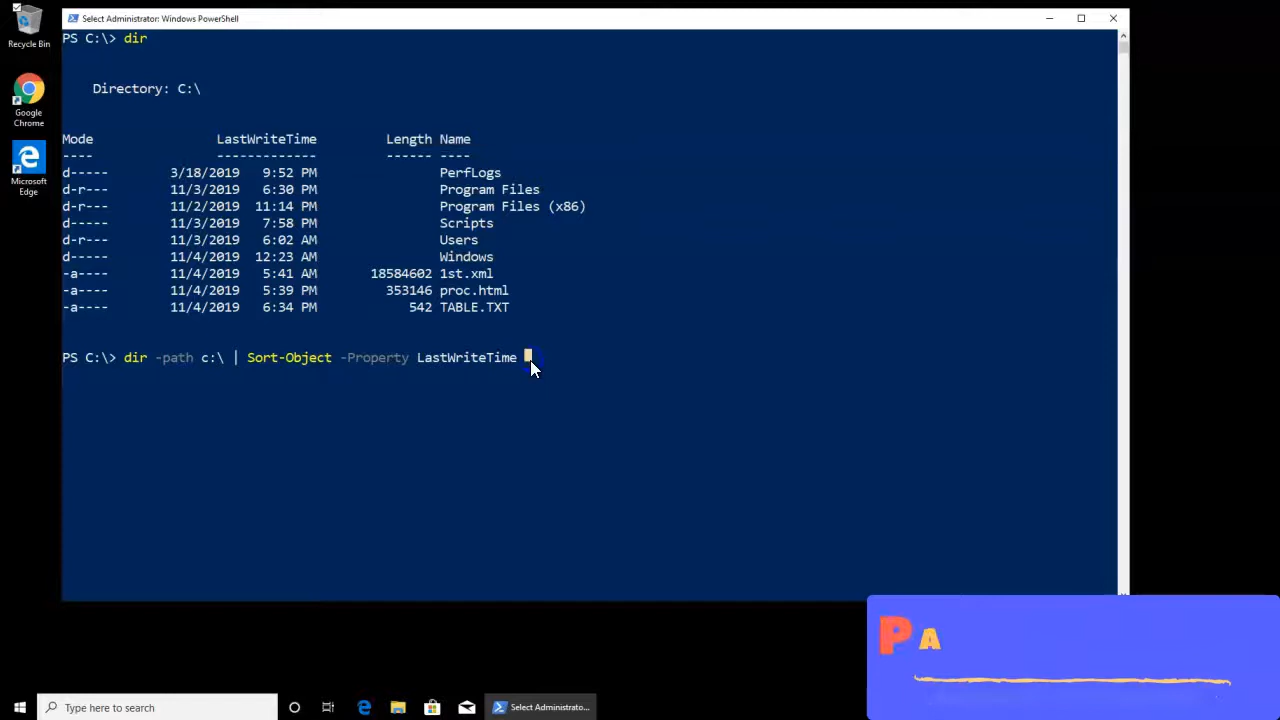 Select Administrator: Windows PowerShell
Recycle Bin
Google
Chrome
Microsoft
Edge
PS C:\> dir
Directory: C:\
Mode LastWriteTime Length Name
---- ------------- ------ ----
d----- 3/18/2019 9:52 PM PerfLogs
d-r--- 11/3/2019 6:30 PM Program Files
d-r--- 11/2/2019 11:14 PM Program Files (x86)
d----- 11/3/2019 7:58 PM Scripts
d-r--- 11/3/2019 6:02 AM Users
d----- 11/4/2019 12:23 AM Windows
-a---- 11/4/2019 5:41 AM 18584602 1st.xml
-a---- 11/4/2019 5:39 PM 353146 proc.html
-a---- 11/4/2019 6:34 PM 542 TABLE.TXT
PS C:\> dir -path c:\ | Sort-Object -Property LastWriteTime
PA
Type here to search
Select Administrato...